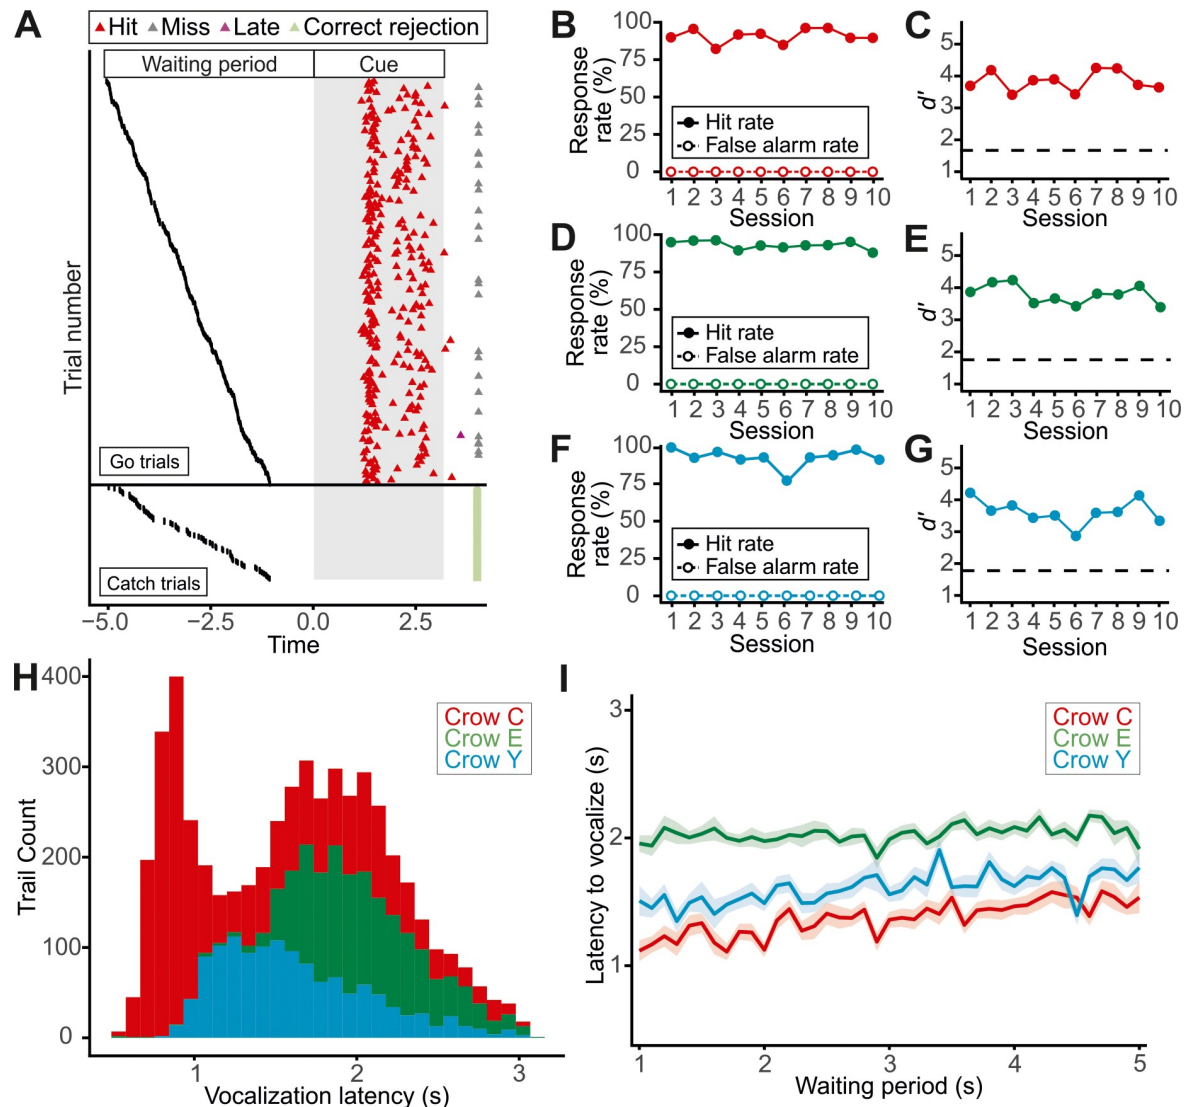 A
Hit Miss Late Correct rejection
Waiting period Cue
Trial number
Go trials
Catch trials
−5.0 −2.5 0.0 2.5
Time
B
Response
rate (%)
100
75
50
25
0
Hit rate
False alarm rate
1 2 3 4 5 6 7 8 9 10
Session
C
d'
5
4
3
2
1
1 2 3 4 5 6 7 8 9 10
Session
D
Response
rate (%)
100
75
50
25
0
Hit rate
False alarm rate
1 2 3 4 5 6 7 8 9 10
Session
E
d'
5
4
3
2
1
1 2 3 4 5 6 7 8 9 10
Session
F
Response
rate (%)
100
75
50
25
0
Hit rate
False alarm rate
1 2 3 4 5 6 7 8 9 10
Session
G
d'
5
4
3
2
1
1 2 3 4 5 6 7 8 9 10
Session
H
Trail Count
400
300
200
100
0
Crow C
Crow E
Crow Y
1 2 3
Vocalization latency (s)
I
Latency to vocalize (s)
3
2
1
Crow C
Crow E
Crow Y
1 2 3 4 5
Waiting period (s)